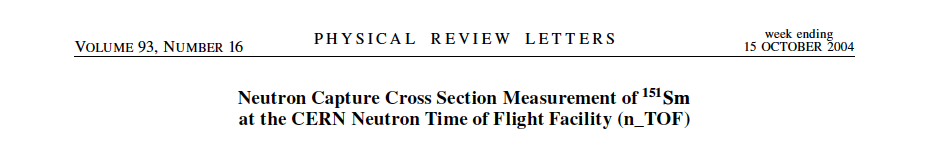 VOLUME 93, NUMBER 16
PHYSICAL REVIEW LETTERS
week ending
15 OCTOBER 2004
Neutron Capture Cross Section Measurement of ¹⁵¹Sm
at the CERN Neutron Time of Flight Facility (n_TOF)